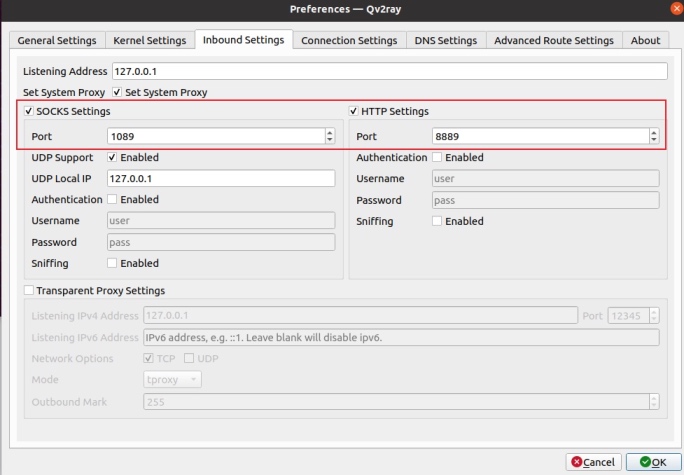 Preferences — Qv2ray
General Settings Kernel Settings Inbound Settings Connection Settings DNS Settings Advanced Route Settings About
Listening Address 127.0.0.1
Set System Proxy Set System Proxy
SOCKS Settings HTTP Settings
Port 1089 Port 8889
UDP Support Enabled Authentication Enabled
UDP Local IP 127.0.0.1 Username user
Authentication Enabled Password pass
Username user Sniffing Enabled
Password pass
Sniffing Enabled
Transparent Proxy Settings
Listening IPv4 Address 127.0.0.1 Port 12345
Listening IPv6 Address IPv6 address, e.g. ::1. Leave blank will disable ipv6.
Network Options TCP UDP
Mode tproxy
Outbound Mark 255
Cancel OK